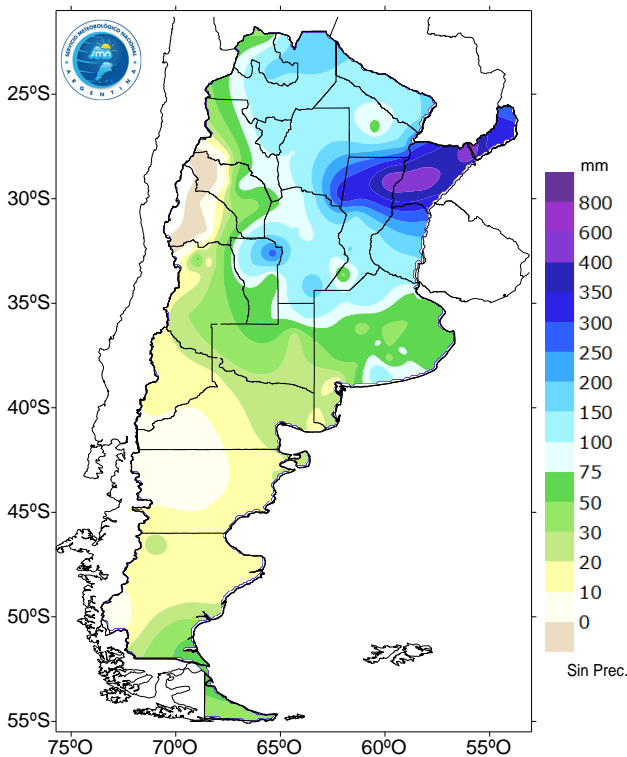 SERVICIO METEOROLÓGICO NACIONAL
smn
ARGENTINA
25ºS
30ºS
35ºS
40ºS
45ºS
50ºS
55ºS
75ºO
70ºO
65ºO
60ºO
55ºO
mm
800
600
400
350
300
250
200
150
100
75
50
30
20
10
0
Sin Prec.